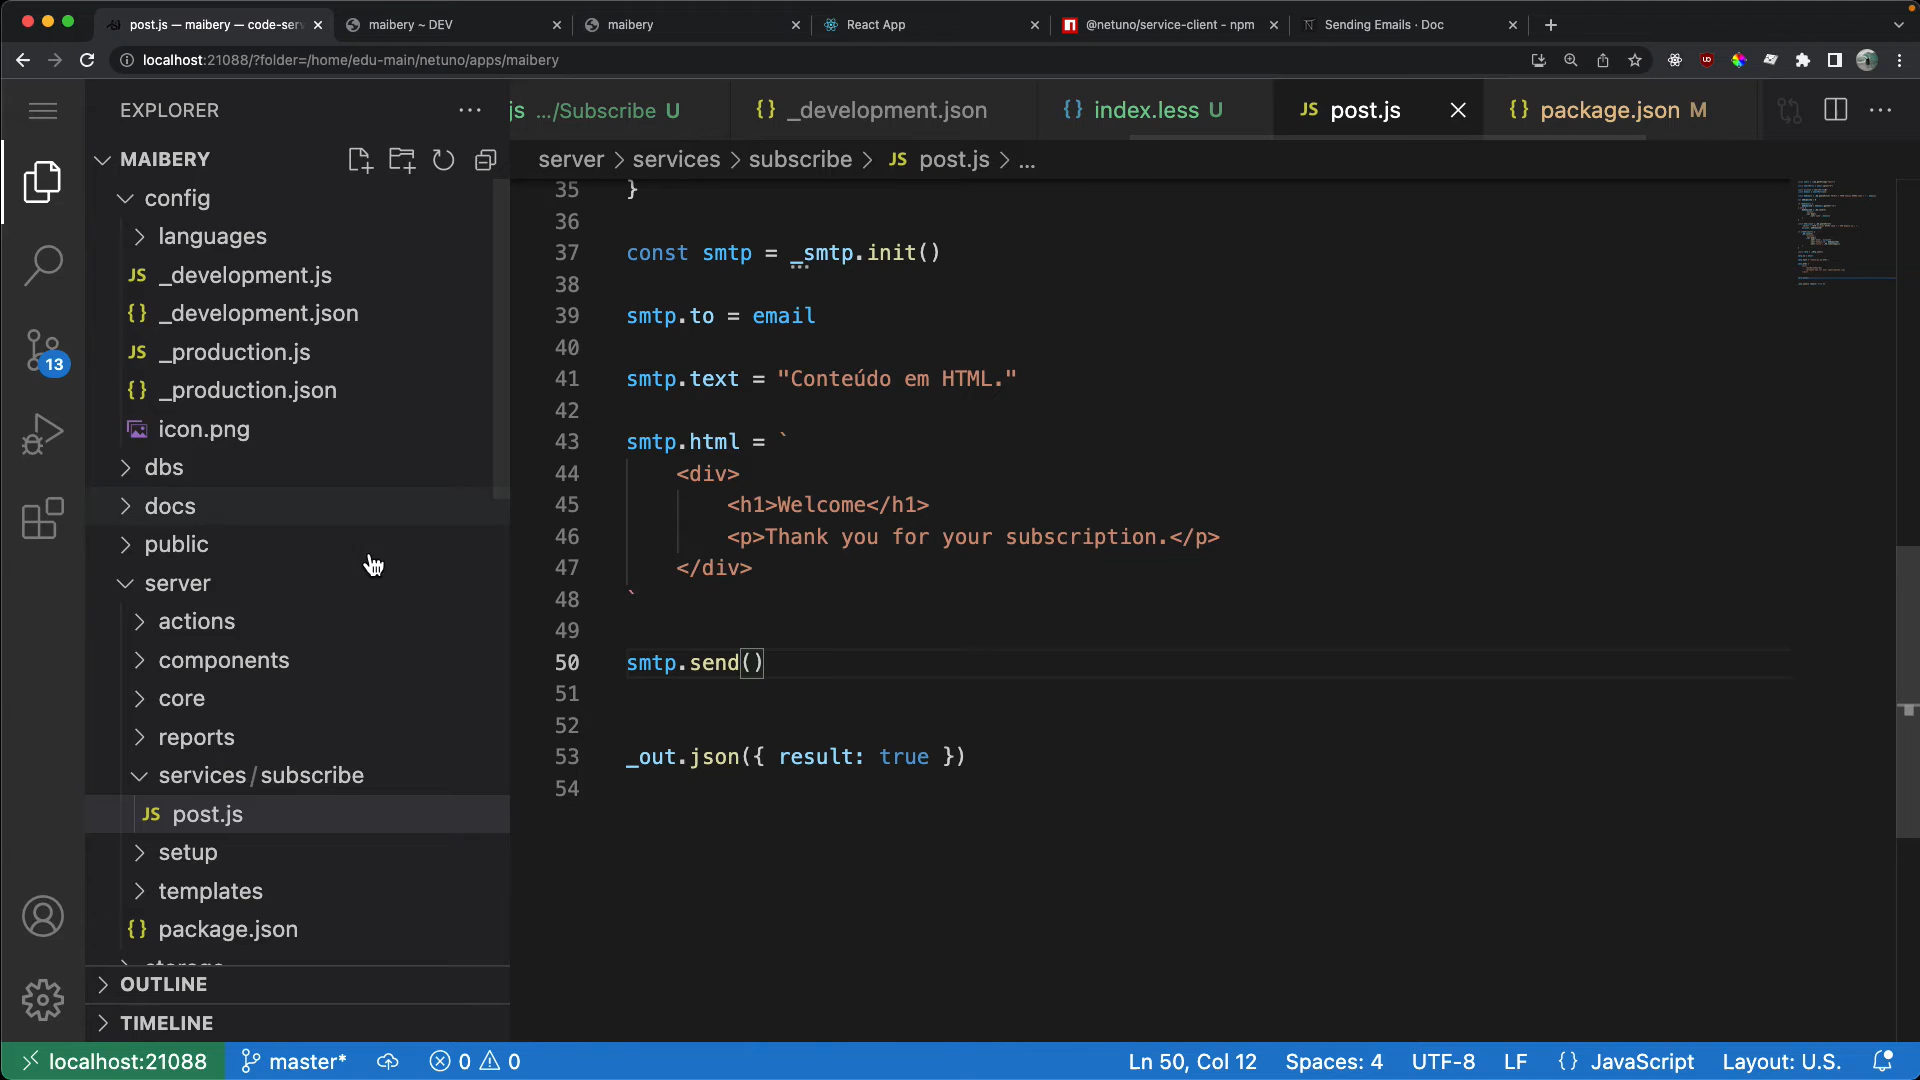 post.js — maibery — code-serv
maibery ~ DEV
maibery
React App
@netuno/service-client - npm
Sending Emails · Doc
localhost:21088/?folder=/home/edu-main/netuno/apps/maibery
EXPLORER
js .../Subscribe U
{} _development.json
{} index.less U
JS post.js
{} package.json M
MAIBERY
server > services > subscribe > JS post.js > ...
config
languages
JS _development.js
{} _development.json
JS _production.js
{} _production.json
icon.png
dbs
docs
public
server
actions
components
core
reports
services / subscribe
JS post.js
setup
templates
{} package.json
OUTLINE
TIMELINE
13
35 }
36
37 const smtp = _smtp.init()
38
39 smtp.to = email
40
41 smtp.text = "Conteúdo em HTML."
42
43 smtp.html = `
44 <div>
45 <h1>Welcome</h1>
46 <p>Thank you for your subscription.</p>
47 </div>
48 `
49
50 smtp.send()
51
52
53 _out.json({ result: true })
54
localhost:21088
master*
0 0
Ln 50, Col 12
Spaces: 4
UTF-8
LF
{} JavaScript
Layout: U.S.